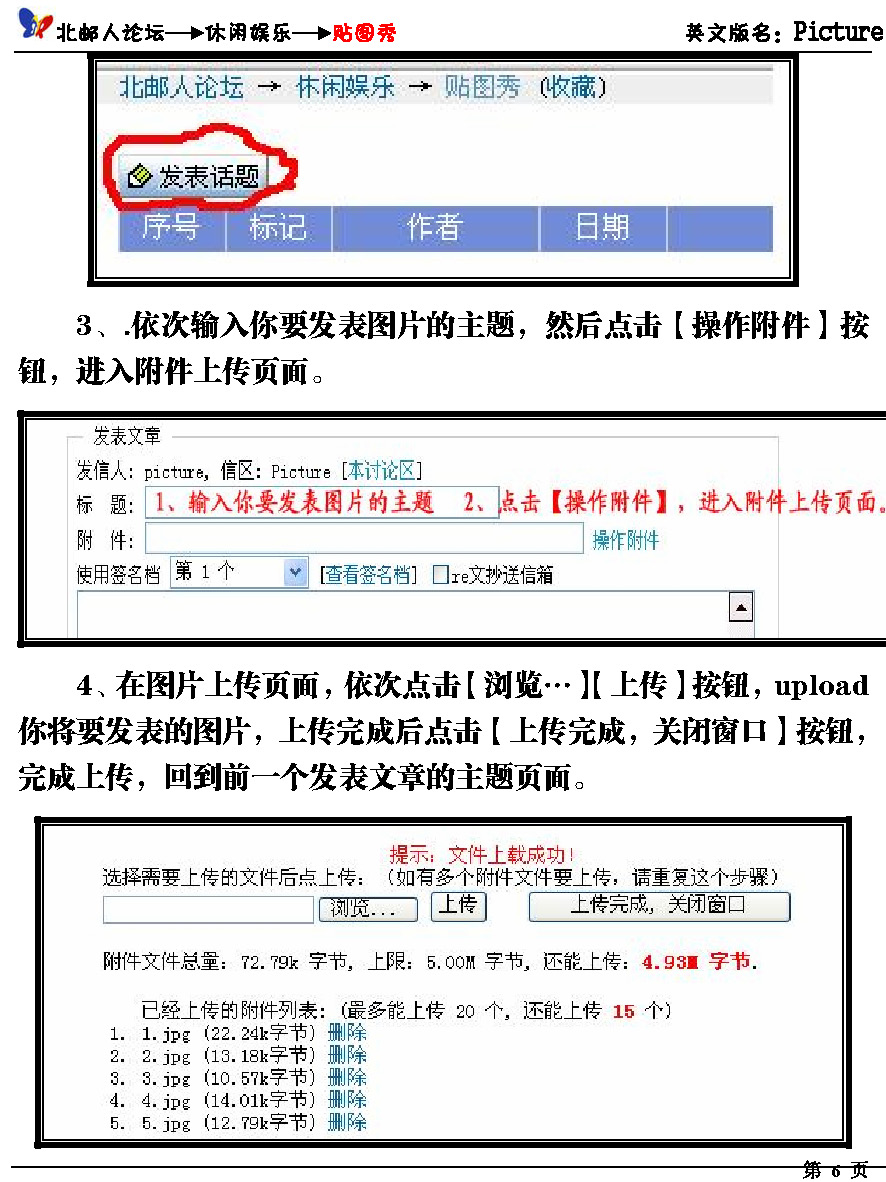 北邮人论坛—→休闲娱乐—→贴图秀 英文版名：Picture
北邮人论坛 → 休闲娱乐 → 贴图秀 (收藏)
发表话题
序号 标记 作者 日期
3、.依次输入你要发表图片的主题，然后点击【操作附件】按
钮，进入附件上传页面。
发表文章
发信人: picture, 信区: Picture [本讨论区]
标 题: 1、输入你要发表图片的主题 2、点击【操作附件】，进入附件上传页面。
附 件: 操作附件
使用签名档 第 1 个 [查看签名档] re文抄送信箱
4、在图片上传页面，依次点击【浏览…】【上传】按钮，upload
你将要发表的图片，上传完成后点击【上传完成，关闭窗口】按钮，
完成上传，回到前一个发表文章的主题页面。
提示：文件上载成功！
选择需要上传的文件后点上传：（如有多个附件文件要上传，请重复这个步骤）
浏览... 上传 上传完成, 关闭窗口
附件文件总量：72.79k 字节, 上限：5.00M 字节, 还能上传：4.93M 字节.
已经上传的附件列表: (最多能上传 20 个, 还能上传 15 个)
1. 1.jpg (22.24k字节) 删除
2. 2.jpg (13.18k字节) 删除
3. 3.jpg (10.57k字节) 删除
4. 4.jpg (14.01k字节) 删除
5. 5.jpg (12.79k字节) 删除
第 6 页